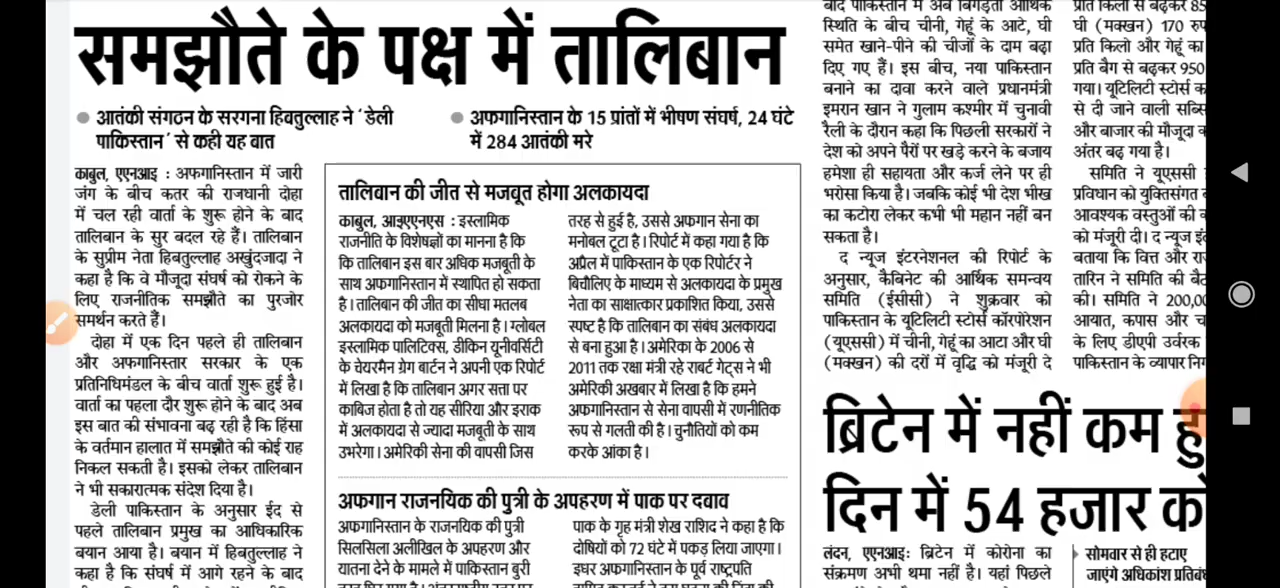 समझौते के पक्ष में तालिबान
आतंकी संगठन के सरगना हिबतुल्लाह ने 'डेली
पाकिस्तान' से कही यह बात
अफगानिस्तान के 15 प्रांतों में भीषण संघर्ष, 24 घंटे
में 284 आतंकी मरे
काबुल, एएनआइ : अफगानिस्तान में जारी
जंग के बीच कतर की राजधानी दोहा
में चल रही वार्ता के शुरू होने के बाद
तालिबान के सुर बदल रहे हैं। तालिबान
के सुप्रीम नेता हिबतुल्लाह अखुंदजादा ने
कहा है कि वे मौजूदा संघर्ष को रोकने के
लिए राजनीतिक समझौते का पुरजोर
समर्थन करते हैं।
दोहा में एक दिन पहले ही तालिबान
और अफगानिस्तार सरकार के एक
प्रतिनिधिमंडल के बीच वार्ता शुरू हुई है।
वार्ता का पहला दौर शुरू होने के बाद अब
इस बात की संभावना बढ़ रही है कि हिंसा
के वर्तमान हालात में समझौते की कोई राह
निकल सकती है। इसको लेकर तालिबान
ने भी सकारात्मक संदेश दिया है।
डेली पाकिस्तान के अनुसार ईद से
पहले तालिबान प्रमुख का आधिकारिक
बयान आया है। बयान में हिबतुल्लाह ने
कहा है कि संघर्ष में आगे रहने के बाद
तालिबान की जीत से मजबूत होगा अलकायदा
काबुल, आइएएनएस : इस्लामिक
राजनीति के विशेषज्ञों का मानना है कि
कि तालिबान इस बार अधिक मजबूती के
साथ अफगानिस्तान में स्थापित हो सकता
है। तालिबान की जीत का सीधा मतलब
अलकायदा को मजबूती मिलना है। ग्लोबल
इस्लामिक पालिटिक्स, डीकिन यूनीवर्सिटी
के चेयरमैन ग्रेग बार्टन ने अपनी एक रिपोर्ट
में लिखा है कि तालिबान अगर सत्ता पर
काबिज होता है तो यह सीरिया और इराक
में अलकायदा से ज्यादा मजबूती के साथ
उभरेगा। अमेरिकी सेना की वापसी जिस
तरह से हुई है, उससे अफगान सेना का
मनोबल टूटा है। रिपोर्ट में कहा गया है कि
अप्रैल में पाकिस्तान के एक रिपोर्टर ने
बिचौलिए के माध्यम से अलकायदा के प्रमुख
नेता का साक्षात्कार प्रकाशित किया, उससे
स्पष्ट है कि तालिबान का संबंध अलकायदा
से बना हुआ है। अमेरिका के 2006 से
2011 तक रक्षा मंत्री रहे राबर्ट गेट्स ने भी
अमेरिकी अखबार में लिखा है कि हमने
अफगानिस्तान से सेना वापसी में रणनीतिक
रूप से गलती की है। चुनौतियों को कम
करके आंका है।
अफगान राजनयिक की पुत्री के अपहरण में पाक पर दवाव
अफगानिस्तान के राजनयिक की पुत्री
सिलसिला अलीखिल के अपहरण और
यातना देने के मामले में पाकिस्तान बुरी
पाक के गृह मंत्री शेख राशिद ने कहा है कि
दोषियों को 72 घंटे में पकड़ लिया जाएगा।
इधर अफगानिस्तान के पूर्व राष्ट्रपति
बाद पाकिस्तान में अब बिगड़ती आर्थिक
स्थिति के बीच चीनी, गेहूं के आटे, घी
समेत खाने-पीने की चीजों के दाम बढ़ा
दिए गए हैं। इस बीच, नया पाकिस्तान
बनाने का दावा करने वाले प्रधानमंत्री
इमरान खान ने गुलाम कश्मीर में चुनावी
रैली के दौरान कहा कि पिछली सरकारों ने
देश को अपने पैरों पर खड़े करने के बजाय
हमेशा ही सहायता और कर्ज लेने पर ही
भरोसा किया है। जबकि कोई भी देश भीख
का कटोरा लेकर कभी भी महान नहीं बन
सकता है।
द न्यूज इंटरनेशनल की रिपोर्ट के
अनुसार, कैबिनेट की आर्थिक समन्वय
समिति (ईसीसी) ने शुक्रवार को
पाकिस्तान के यूटिलिटी स्टोर्स कॉरपोरेशन
(यूएससी) में चीनी, गेहूं का आटा और घी
(मक्खन) की दरों में वृद्धि को मंजूरी दे
प्रति किलो से बढ़कर 85
घी (मक्खन) 170 रुप
प्रति किलो और गेहूं का
प्रति बैग से बढ़कर 950
गया। यूटिलिटी स्टोर्स क
से दी जाने वाली सब्सि
और बाजार की मौजूदा क
अंतर बढ़ गया है।
समिति ने यूएससी
प्रविधान को युक्तिसंगत
आवश्यक वस्तुओं की व
को मंजूरी दी। द न्यूज इं
बताया कि वित्त और रा
तारिन ने समिति की बै
की। समिति ने 200,00
आयात, कपास और च
के लिए डीएपी उर्वरक
पाकिस्तान के व्यापार निग
ब्रिटेन में नहीं कम हु
दिन में 54 हजार को
लंदन, एएनआइ: ब्रिटेन में कोरोना का
संक्रमण अभी थमा नहीं है। यहां पिछले
सोमवार से ही हटाए
जाएंगे अधिकांश प्रतिबंध